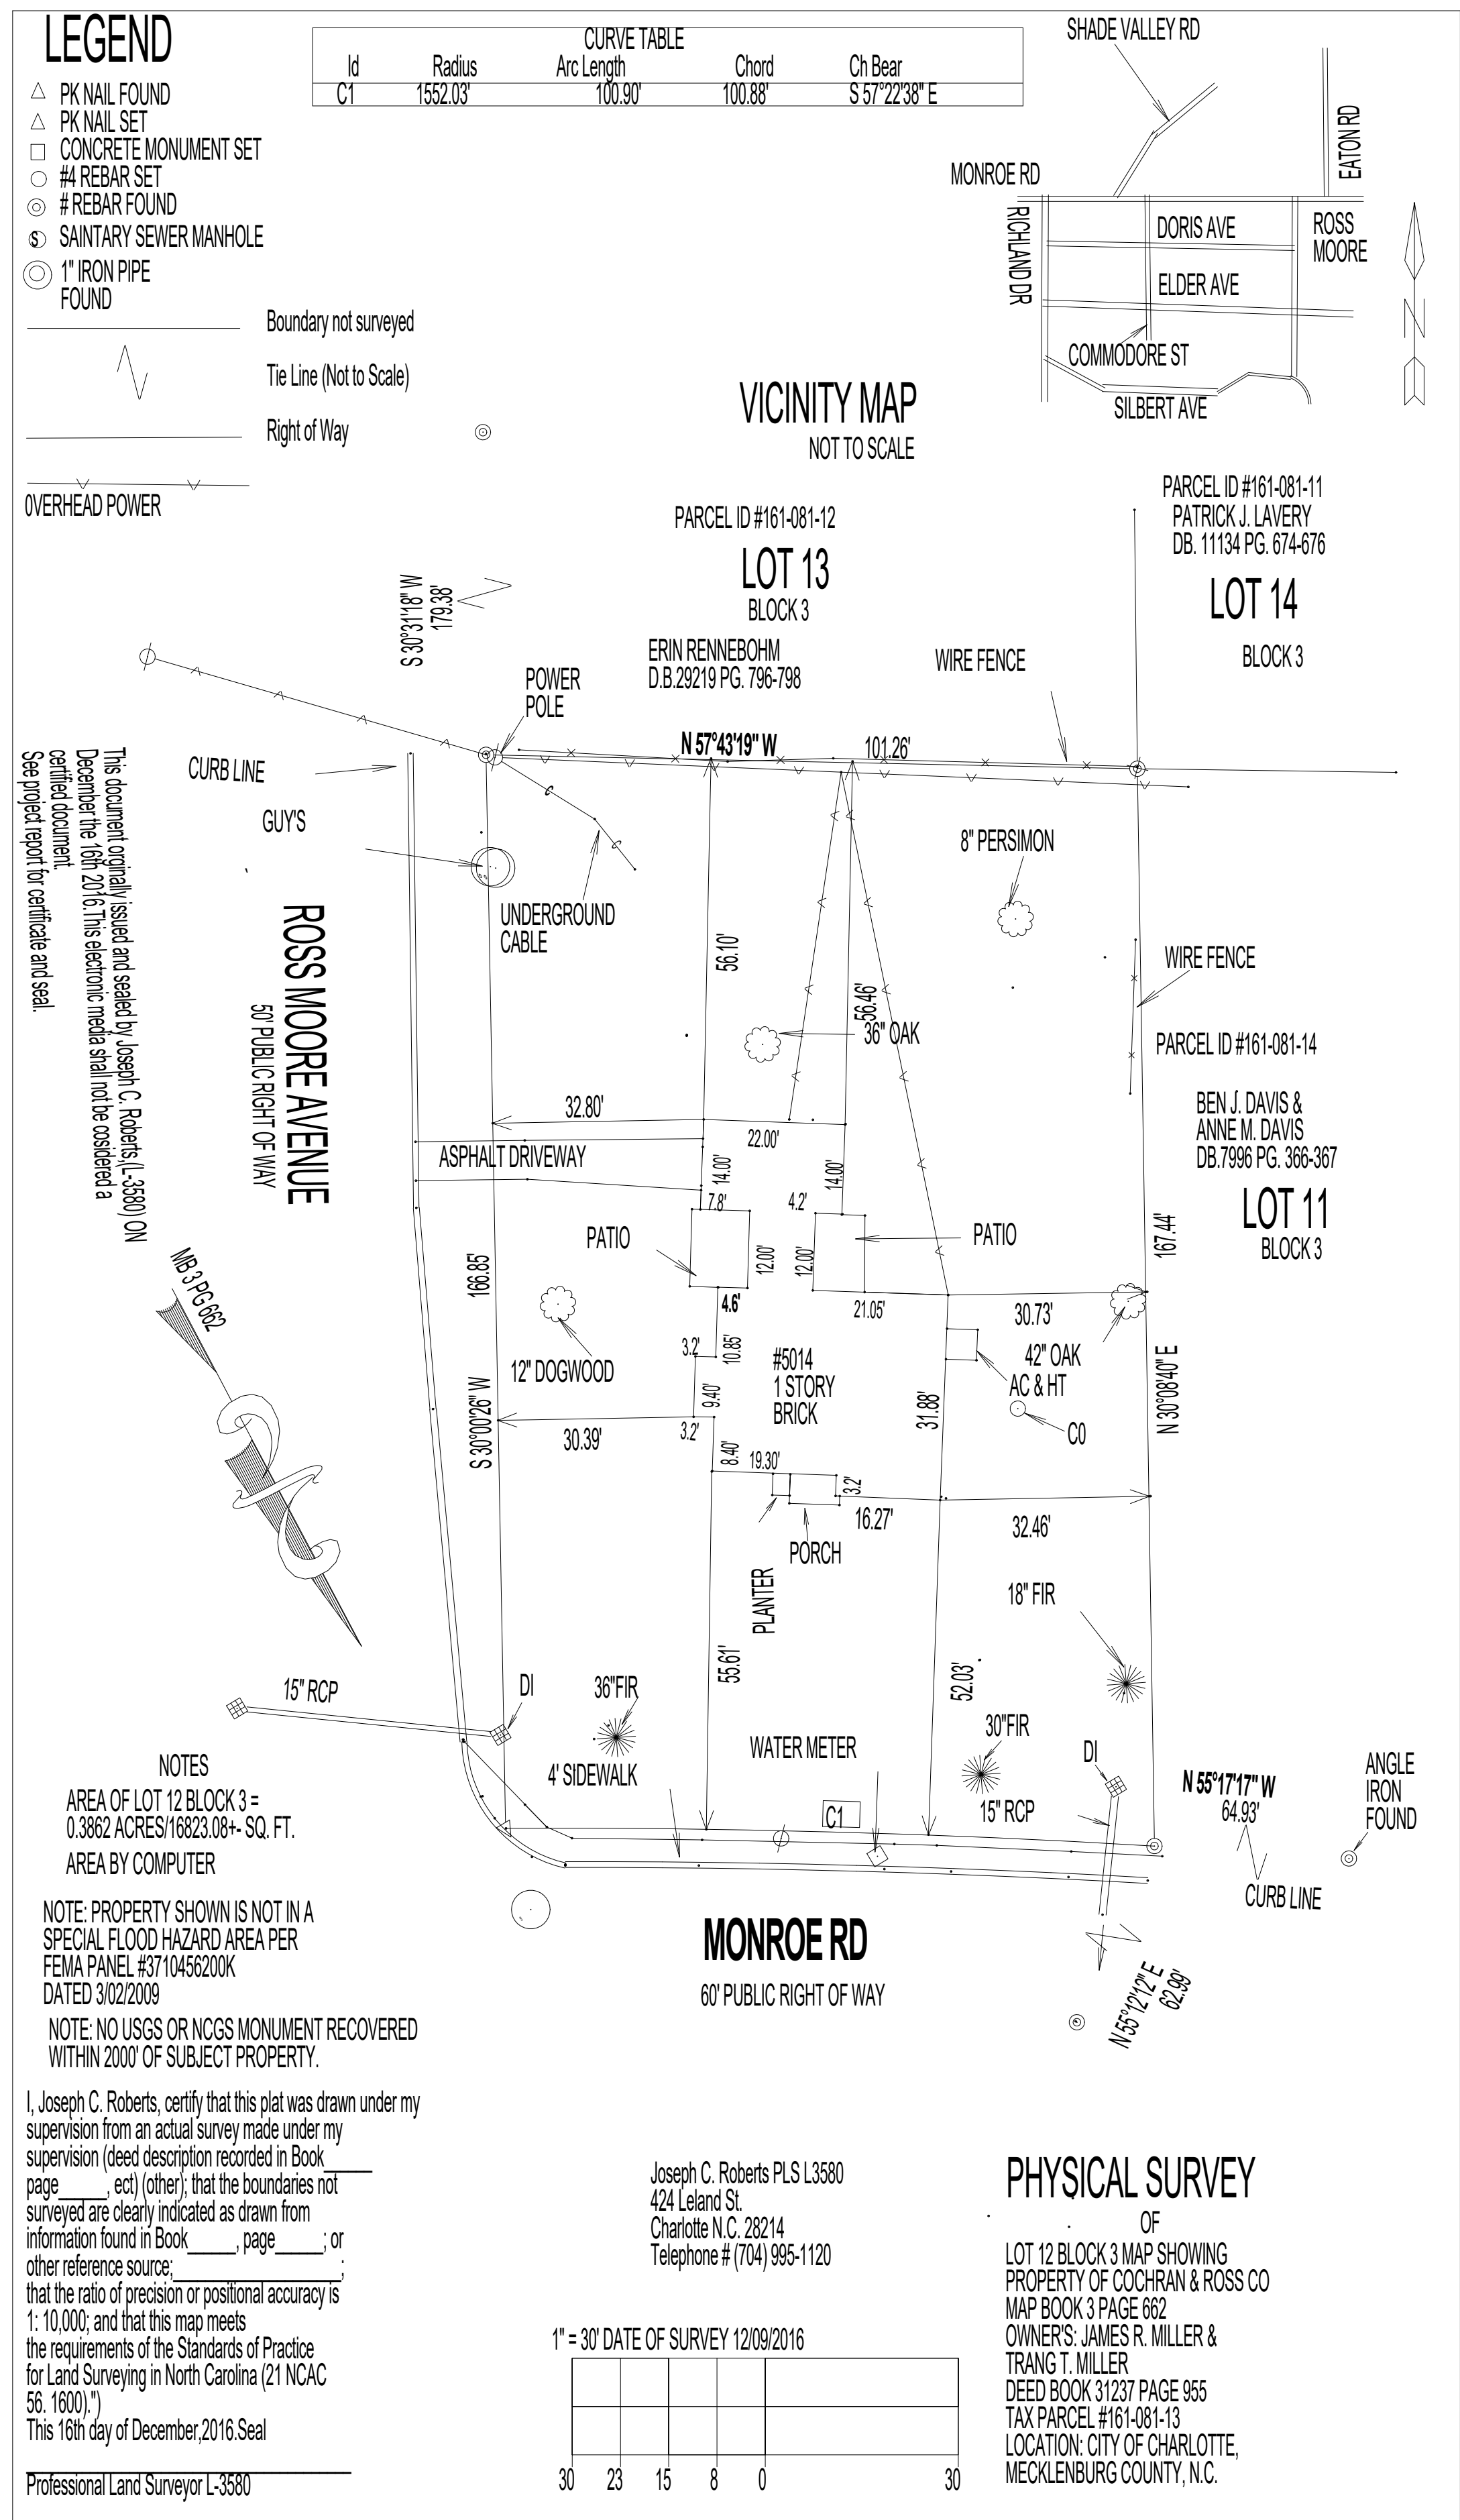 LEGEND
PK NAIL FOUND
PK NAIL SET
CONCRETE MONUMENT SET
#4 REBAR SET
# REBAR FOUND
S SAINTARY SEWER MANHOLE
1" IRON PIPE
FOUND
Boundary not surveyed
Tie Line (Not to Scale)
Right of Way
0VERHEAD POWER
CURVE TABLE
Id Radius Arc Length Chord Ch Bear
C1 1552.03' 100.90' 100.88' S 57°22'38" E
SHADE VALLEY RD
EATON RD
MONROE RD
RICHLAND DR
DORIS AVE
ROSS
MOORE
ELDER AVE
COMMODORE ST
SILBERT AVE
N
VICINITY MAP
NOT TO SCALE
PARCEL ID #161-081-11
PATRICK J. LAVERY
DB. 11134 PG. 674-676
LOT 14
BLOCK 3
PARCEL ID #161-081-12
LOT 13
BLOCK 3
ERIN RENNEBOHM
D.B.29219 PG. 796-798
S 30°31'18" W
179.38'
POWER
POLE
WIRE FENCE
N 57°43'19" W
101.26'
CURB LINE
GUY'S
UNDERGROUND
CABLE
8" PERSIMON
This document orginally issued and sealed by Joseph C. Roberts,(L-3580) ON
December the 16th 2016.This electronic media shall not be cosidered a
certified document.
See project report for certificate and seal.
ROSS MOORE AVENUE
50' PUBLIC RIGHT OF WAY
56.10'
56.46'
36" OAK
WIRE FENCE
PARCEL ID #161-081-14
BEN J. DAVIS &
ANNE M. DAVIS
DB.7996 PG. 366-367
LOT 11
BLOCK 3
32.80'
22.00'
ASPHALT DRIVEWAY
14.00'
14.00'
7.8'
4.2'
PATIO
12.00'
12.00'
PATIO
166.85'
167.44'
MB 3 PG 662
4.6'
21.05'
30.73'
3.2'
10.85'
12" DOGWOOD
#5014
1 STORY
BRICK
42" OAK
AC & HT
S 30°00'26" W
N 30°08'40" E
9.40'
31.88'
C0
30.39'
3.2'
8.40'
19.30'
3.2'
16.27'
32.46'
PORCH
PLANTER
18" FIR
55.61'
52.03'
15" RCP
DI
36"FIR
30"FIR
WATER METER
4' SIDEWALK
C1
15" RCP
DI
N 55°17'17" W
64.93'
ANGLE
IRON
FOUND
CURB LINE
MONROE RD
60' PUBLIC RIGHT OF WAY
N 55°12'12" E
62.99'
NOTES
AREA OF LOT 12 BLOCK 3 =
0.3862 ACRES/16823.08+- SQ. FT.
AREA BY COMPUTER
NOTE: PROPERTY SHOWN IS NOT IN A
SPECIAL FLOOD HAZARD AREA PER
FEMA PANEL #3710456200K
DATED 3/02/2009
NOTE: NO USGS OR NCGS MONUMENT RECOVERED
WITHIN 2000' OF SUBJECT PROPERTY.
I, Joseph C. Roberts, certify that this plat was drawn under my
supervision from an actual survey made under my
supervision (deed description recorded in Book______
page______, ect) (other); that the boundaries not
surveyed are clearly indicated as drawn from
information found in Book______, page______; or
other reference source;_____________________;
that the ratio of precision or positional accuracy is
1: 10,000; and that this map meets
the requirements of the Standards of Practice
for Land Surveying in North Carolina (21 NCAC
56. 1600).")
This 16th day of December,2016.Seal
Professional Land Surveyor L-3580
Joseph C. Roberts PLS L3580
424 Leland St.
Charlotte N.C. 28214
Telephone # (704) 995-1120
1" = 30' DATE OF SURVEY 12/09/2016
30 23 15 8 0 30
PHYSICAL SURVEY
OF
LOT 12 BLOCK 3 MAP SHOWING
PROPERTY OF COCHRAN & ROSS CO
MAP BOOK 3 PAGE 662
OWNER'S: JAMES R. MILLER &
TRANG T. MILLER
DEED BOOK 31237 PAGE 955
TAX PARCEL #161-081-13
LOCATION: CITY OF CHARLOTTE,
MECKLENBURG COUNTY, N.C.